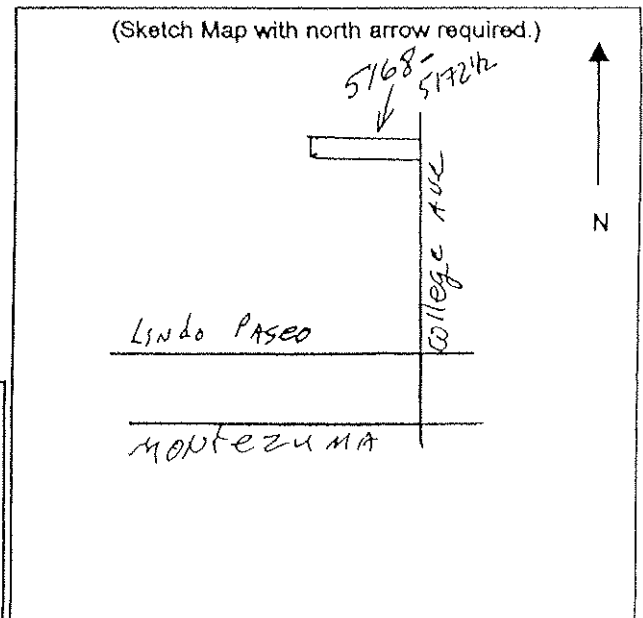 (Sketch Map with north arrow required.)
5168-
5172½
N
College Ave
LINdo PASeO
MONteZUMA